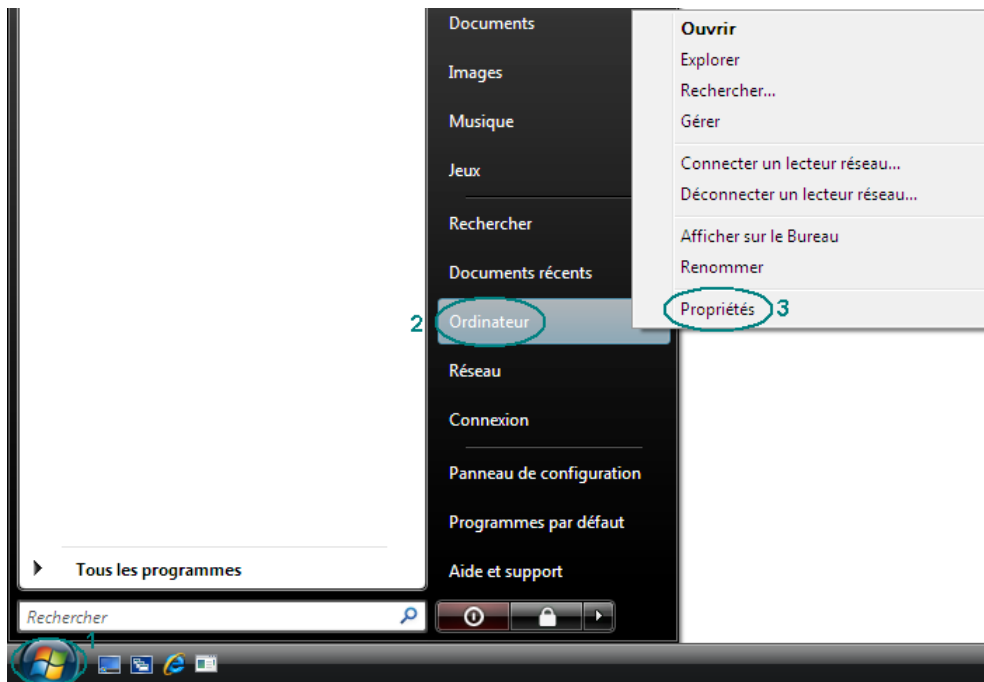 Documents
Images
Musique
Jeux
Rechercher
Documents récents
2 Ordinateur
Réseau
Connexion
Panneau de configuration
Programmes par défaut
Aide et support
Ouvrir
Explorer
Rechercher...
Gérer
Connecter un lecteur réseau...
Déconnecter un lecteur réseau...
Afficher sur le Bureau
Renommer
Propriétés 3
Tous les programmes
Rechercher
1